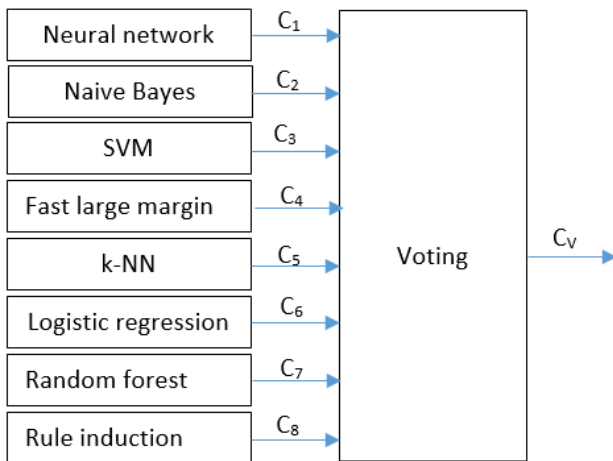 Neural network C₁
Naive Bayes C₂
SVM C₃
Fast large margin C₄
k-NN C₅
Voting Cᵥ
Logistic regression C₆
Random forest C₇
Rule induction C₈